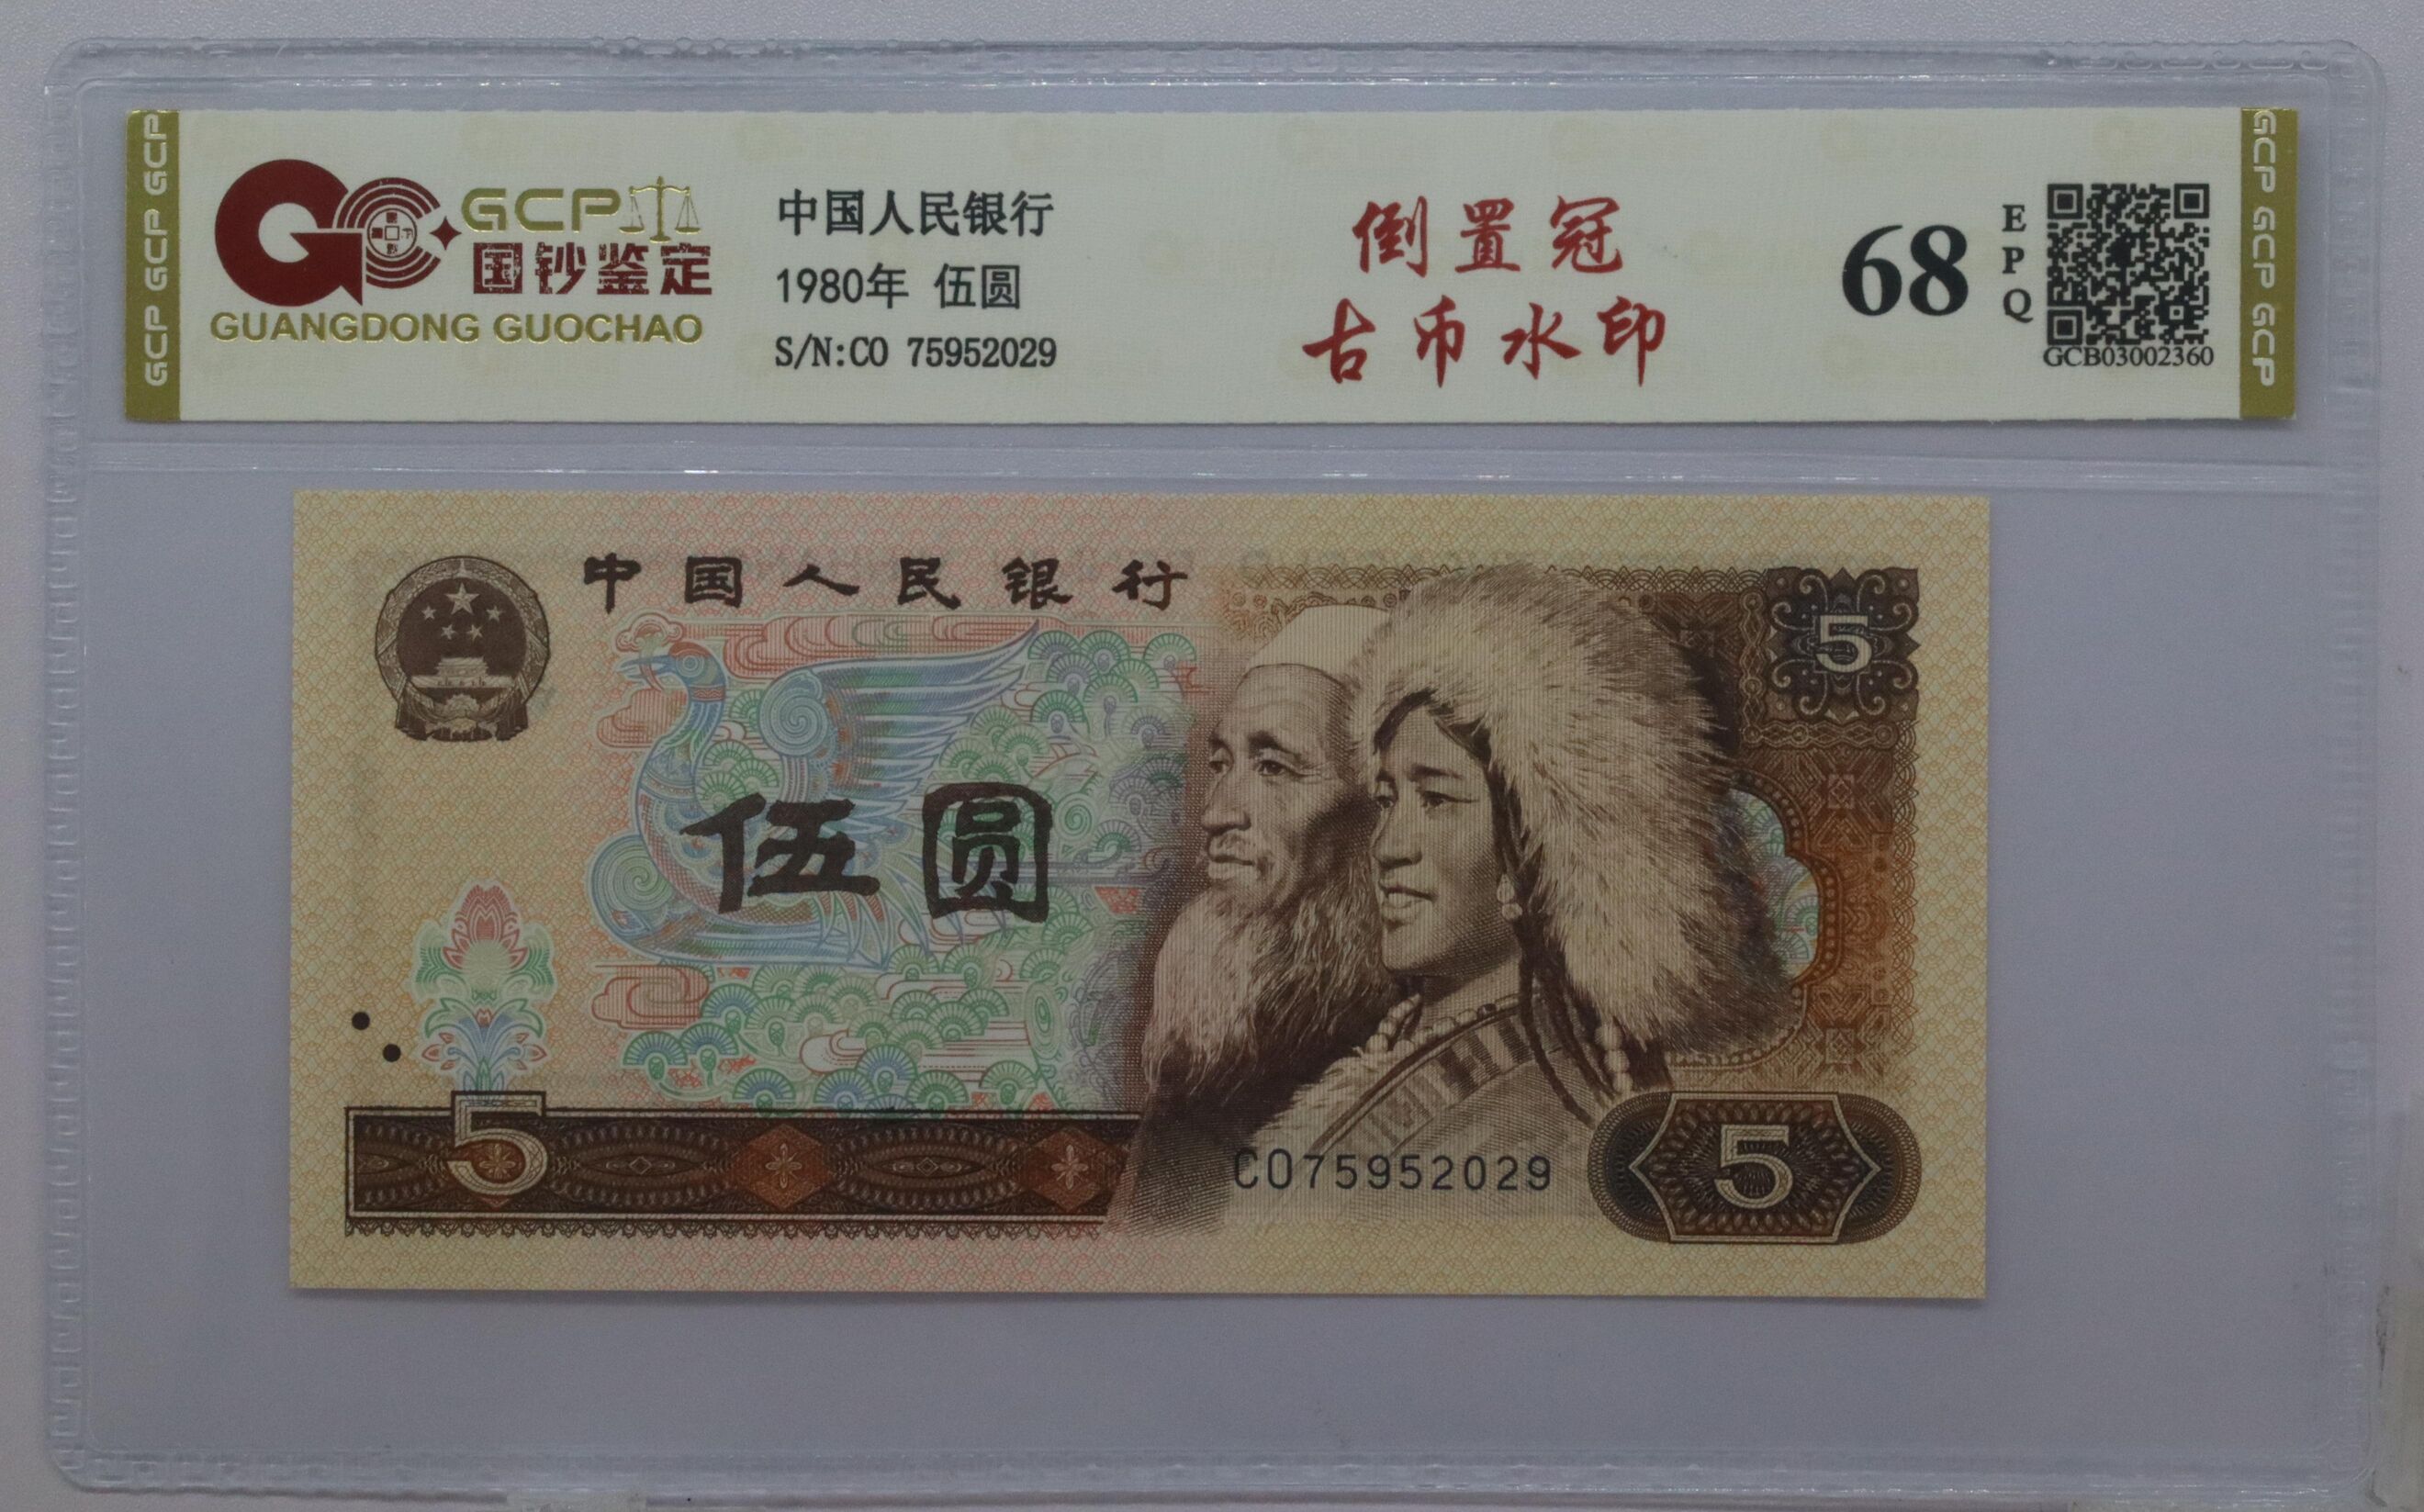 GCP GCP GCP
GCP
国钞鉴定
GUANGDONG GUOCHAO
中国人民银行
1980年 伍圆
S/N:CO 75952029
倒置冠
古币水印
68
EPQ
GCB03002360
GCP GCP GCP
中国人民银行
5
伍圆
5
CO75952029
5